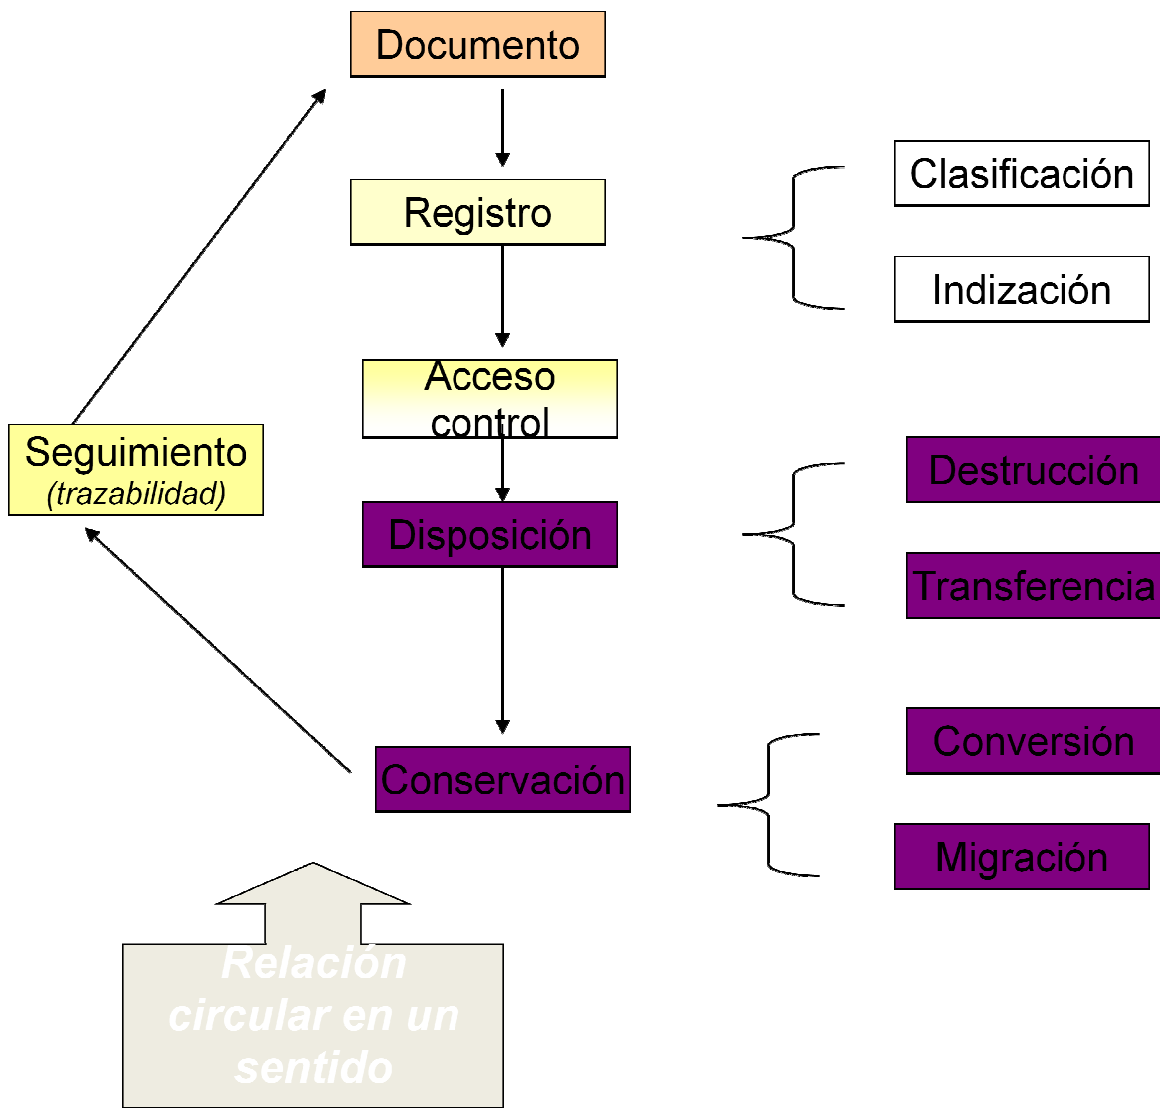 Documento
Registro
Clasificación
Indización
Acceso
control
Seguimiento
(trazabilidad)
Disposición
Destrucción
Transferencia
Conservación
Conversión
Migración
Relación
circular en un
sentido